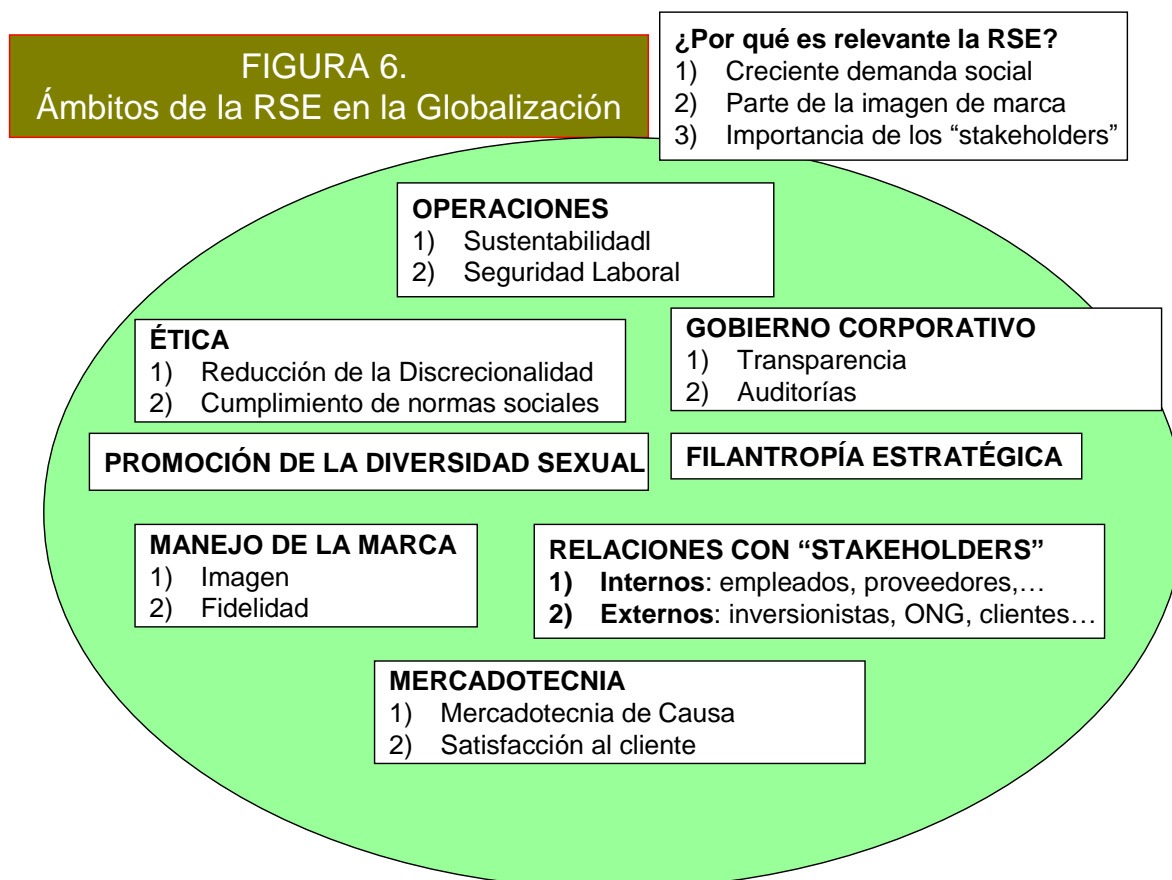 FIGURA 6.
Ámbitos de la RSE en la Globalización
¿Por qué es relevante la RSE?
1) Creciente demanda social
2) Parte de la imagen de marca
3) Importancia de los “stakeholders”
OPERACIONES
1) Sustentabilidadl
2) Seguridad Laboral
ÉTICA
1) Reducción de la Discrecionalidad
2) Cumplimiento de normas sociales
GOBIERNO CORPORATIVO
1) Transparencia
2) Auditorías
PROMOCIÓN DE LA DIVERSIDAD SEXUAL
FILANTROPÍA ESTRATÉGICA
MANEJO DE LA MARCA
1) Imagen
2) Fidelidad
RELACIONES CON “STAKEHOLDERS”
1) Internos: empleados, proveedores,…
2) Externos: inversionistas, ONG, clientes…
MERCADOTECNIA
1) Mercadotecnia de Causa
2) Satisfacción al cliente